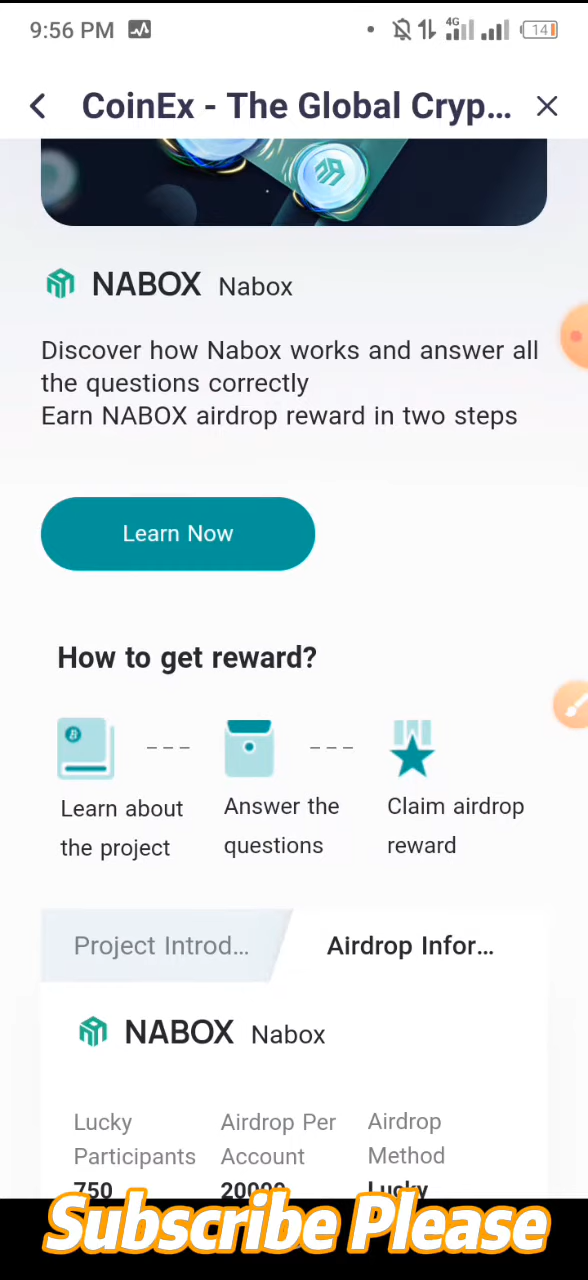 9:56 PM
4G
14
CoinEx - The Global Cryp...
NABOX Nabox
Discover how Nabox works and answer all
the questions correctly
Earn NABOX airdrop reward in two steps
Learn Now
How to get reward?
Learn about
the project
Answer the
questions
Claim airdrop
reward
Project Introd...
Airdrop Infor...
NABOX Nabox
Lucky
Participants
750
Airdrop Per
Account
20000
Airdrop
Method
Lucky
Subscribe Please